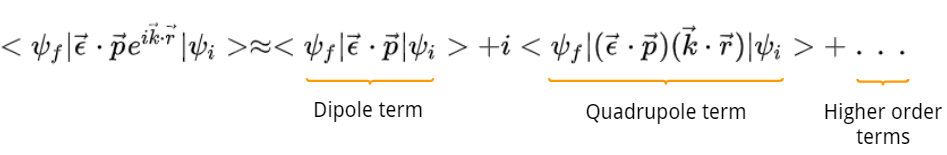 < ψ_f|ϵ⃗ · p⃗e^{ik⃗·r⃗}|ψ_i >≈< ψ_f|ϵ⃗ · p⃗|ψ_i > +i < ψ_f|(ϵ⃗ · p⃗)(k⃗ · r⃗)|ψ_i > + . . .
Dipole term
Quadrupole term
Higher order
terms